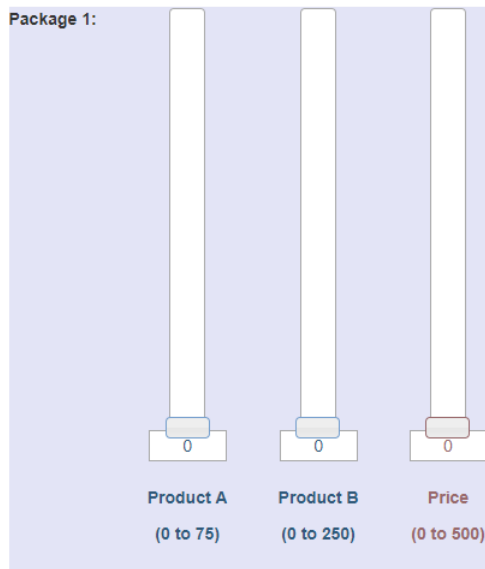 Package 1:
0 0 0
Product A Product B Price
(0 to 75) (0 to 250) (0 to 500)